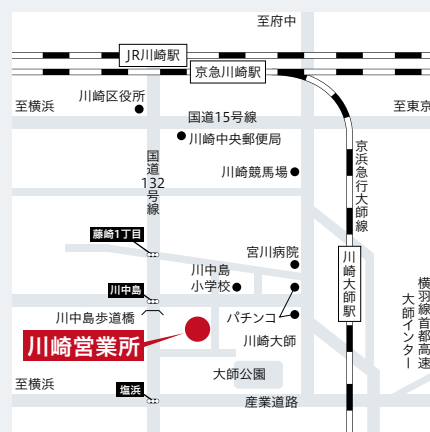 至府中
JR川崎駅
京急川崎駅
川崎区役所
至横浜
国道15号線
至東京
川崎中央郵便局
国道132号線
川崎競馬場
京浜急行大師線
藤崎1丁目
宮川病院
川中島
小学校
川崎大師駅
川中島
横羽線首都高速
大師インター
川中島歩道橋
パチンコ
川崎営業所
川崎大師
大師公園
至横浜
塩浜
産業道路